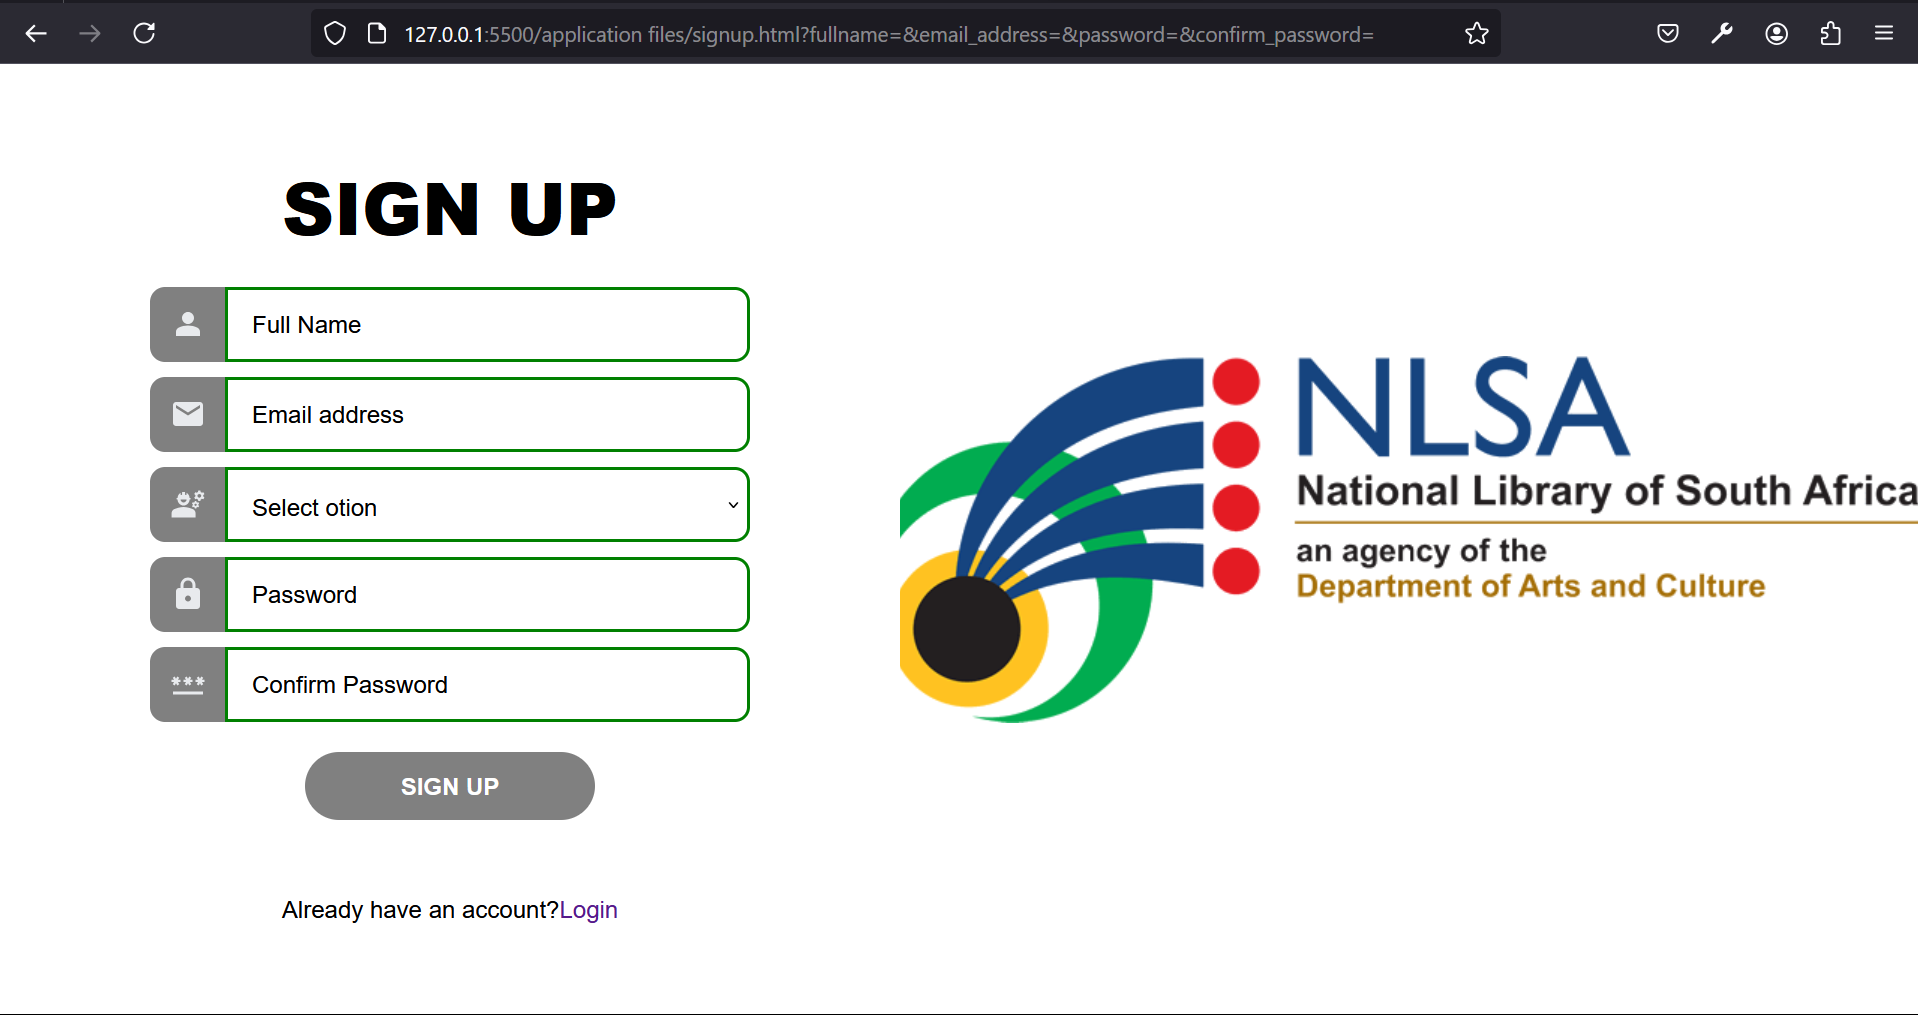 127.0.0.1:5500/application files/signup.html?fullname=&email_address=&password=&confirm_password=
SIGN UP
Full Name
Email address
Select otion
Password
***
Confirm Password
SIGN UP
Already have an account?Login
NLSA
National Library of South Africa
an agency of the
Department of Arts and Culture